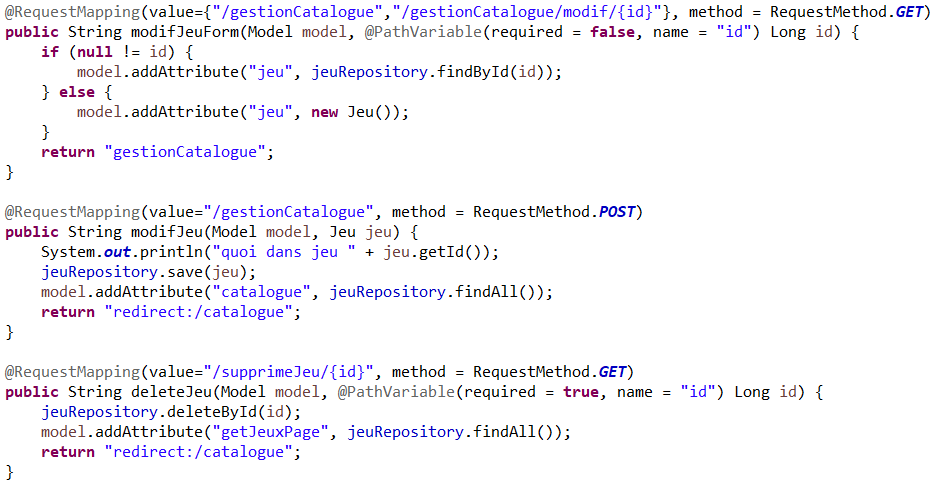 @RequestMapping(value={"/gestionCatalogue","/gestionCatalogue/modif/{id}"}, method = RequestMethod.GET)
public String modifJeuForm(Model model, @PathVariable(required = false, name = "id") Long id) {
    if (null != id) {
        model.addAttribute("jeu", jeuRepository.findById(id));
    } else {
        model.addAttribute("jeu", new Jeu());
    }
    return "gestionCatalogue";
}

@RequestMapping(value="/gestionCatalogue", method = RequestMethod.POST)
public String modifJeu(Model model, Jeu jeu) {
    System.out.println("quoi dans jeu " + jeu.getId());
    jeuRepository.save(jeu);
    model.addAttribute("catalogue", jeuRepository.findAll());
    return "redirect:/catalogue";
}

@RequestMapping(value="/supprimeJeu/{id}", method = RequestMethod.GET)
public String deleteJeu(Model model, @PathVariable(required = true, name = "id") Long id) {
    jeuRepository.deleteById(id);
    model.addAttribute("getJeuxPage", jeuRepository.findAll());
    return "redirect:/catalogue";
}